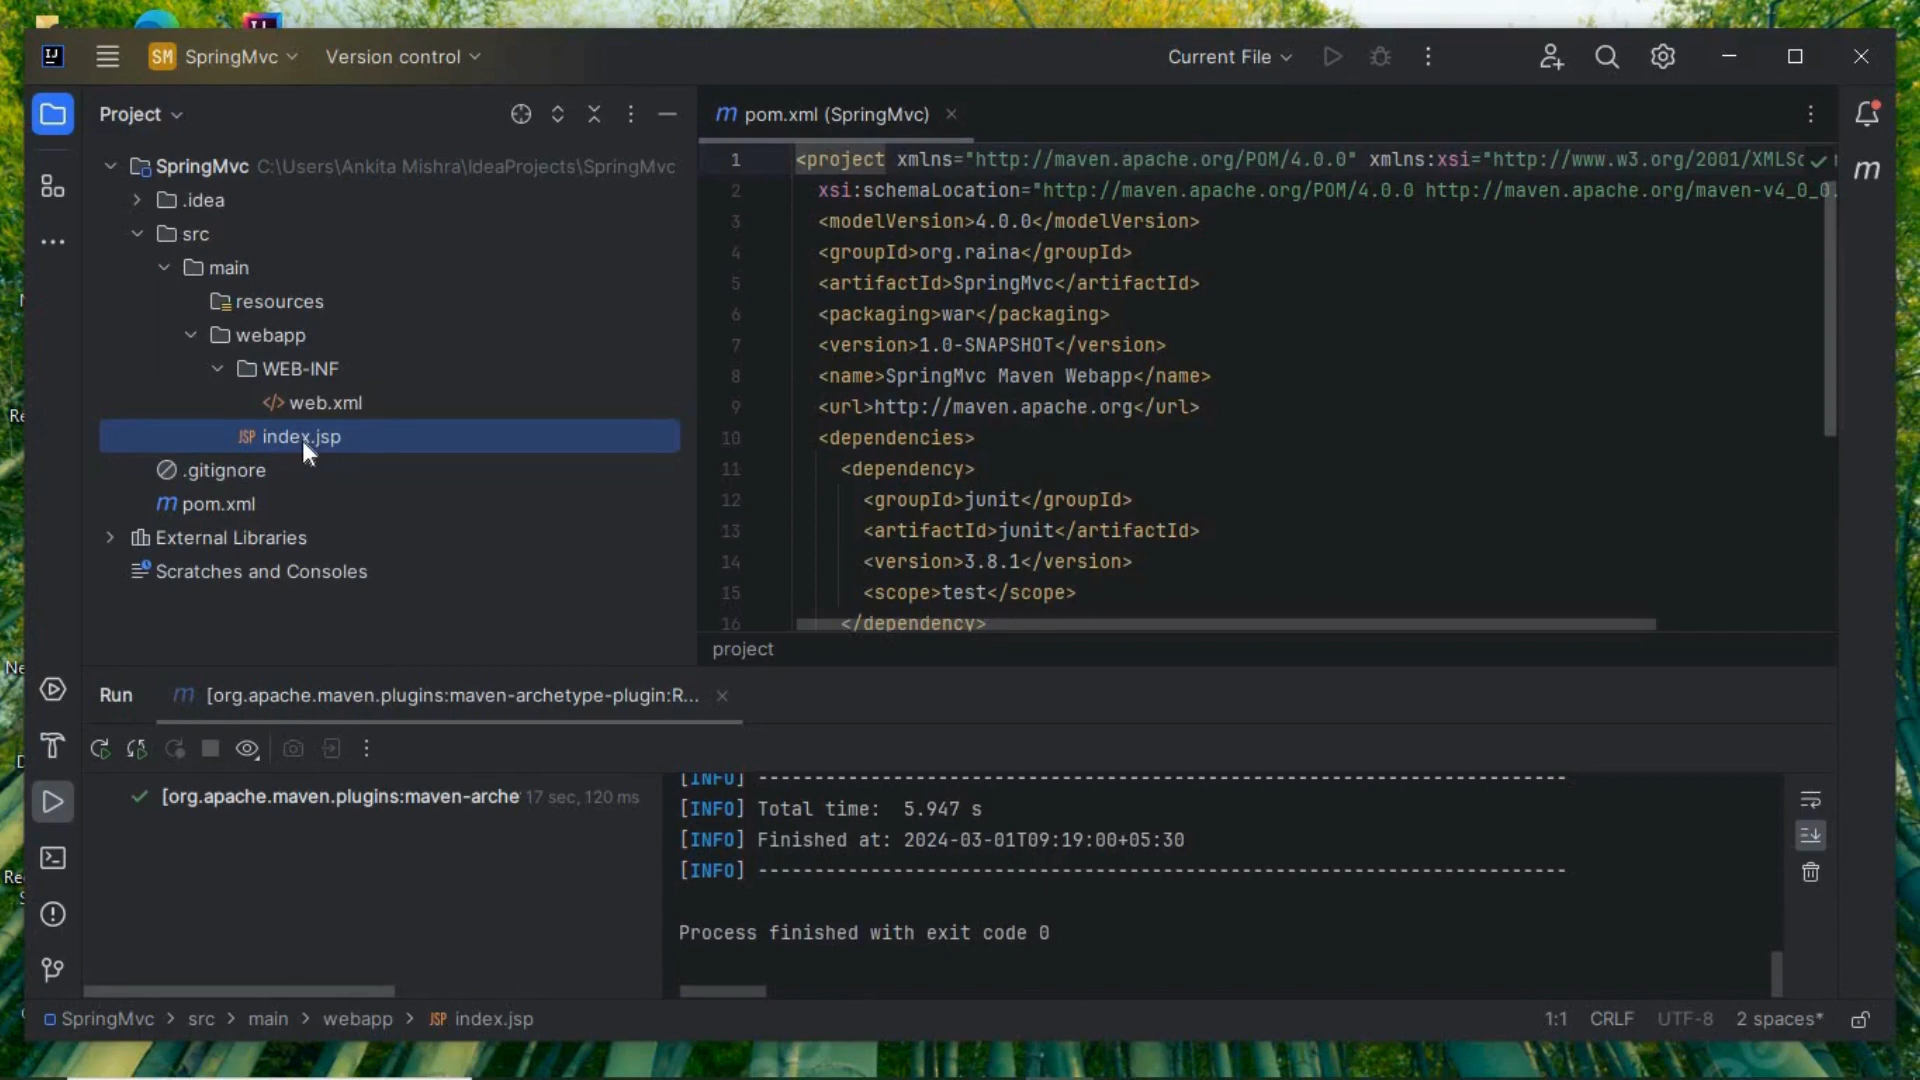 SM SpringMvc Version control Current File
Project
pom.xml (SpringMvc)
SpringMvc C:\Users\Ankita Mishra\IdeaProjects\SpringMvc
.idea
src
main
resources
webapp
WEB-INF
</> web.xml
JSP index.jsp
.gitignore
m pom.xml
External Libraries
Scratches and Consoles
1 <project xmlns="http://maven.apache.org/POM/4.0.0" xmlns:xsi="http://www.w3.org/2001/XMLSc
2 xsi:schemaLocation="http://maven.apache.org/POM/4.0.0 http://maven.apache.org/maven-v4_0_0.
3 <modelVersion>4.0.0</modelVersion>
4 <groupId>org.raina</groupId>
5 <artifactId>SpringMvc</artifactId>
6 <packaging>war</packaging>
7 <version>1.0-SNAPSHOT</version>
8 <name>SpringMvc Maven Webapp</name>
9 <url>http://maven.apache.org</url>
10 <dependencies>
11 <dependency>
12 <groupId>junit</groupId>
13 <artifactId>junit</artifactId>
14 <version>3.8.1</version>
15 <scope>test</scope>
16 </dependency>
project
Run m [org.apache.maven.plugins:maven-archetype-plugin:R...
[org.apache.maven.plugins:maven-arche 17 sec, 120 ms
[INFO] ------------------------------------------------------------------------
[INFO] Total time:  5.947 s
[INFO] Finished at: 2024-03-01T09:19:00+05:30
[INFO] ------------------------------------------------------------------------
Process finished with exit code 0
SpringMvc > src > main > webapp > JSP index.jsp
1:1 CRLF UTF-8 2 spaces*